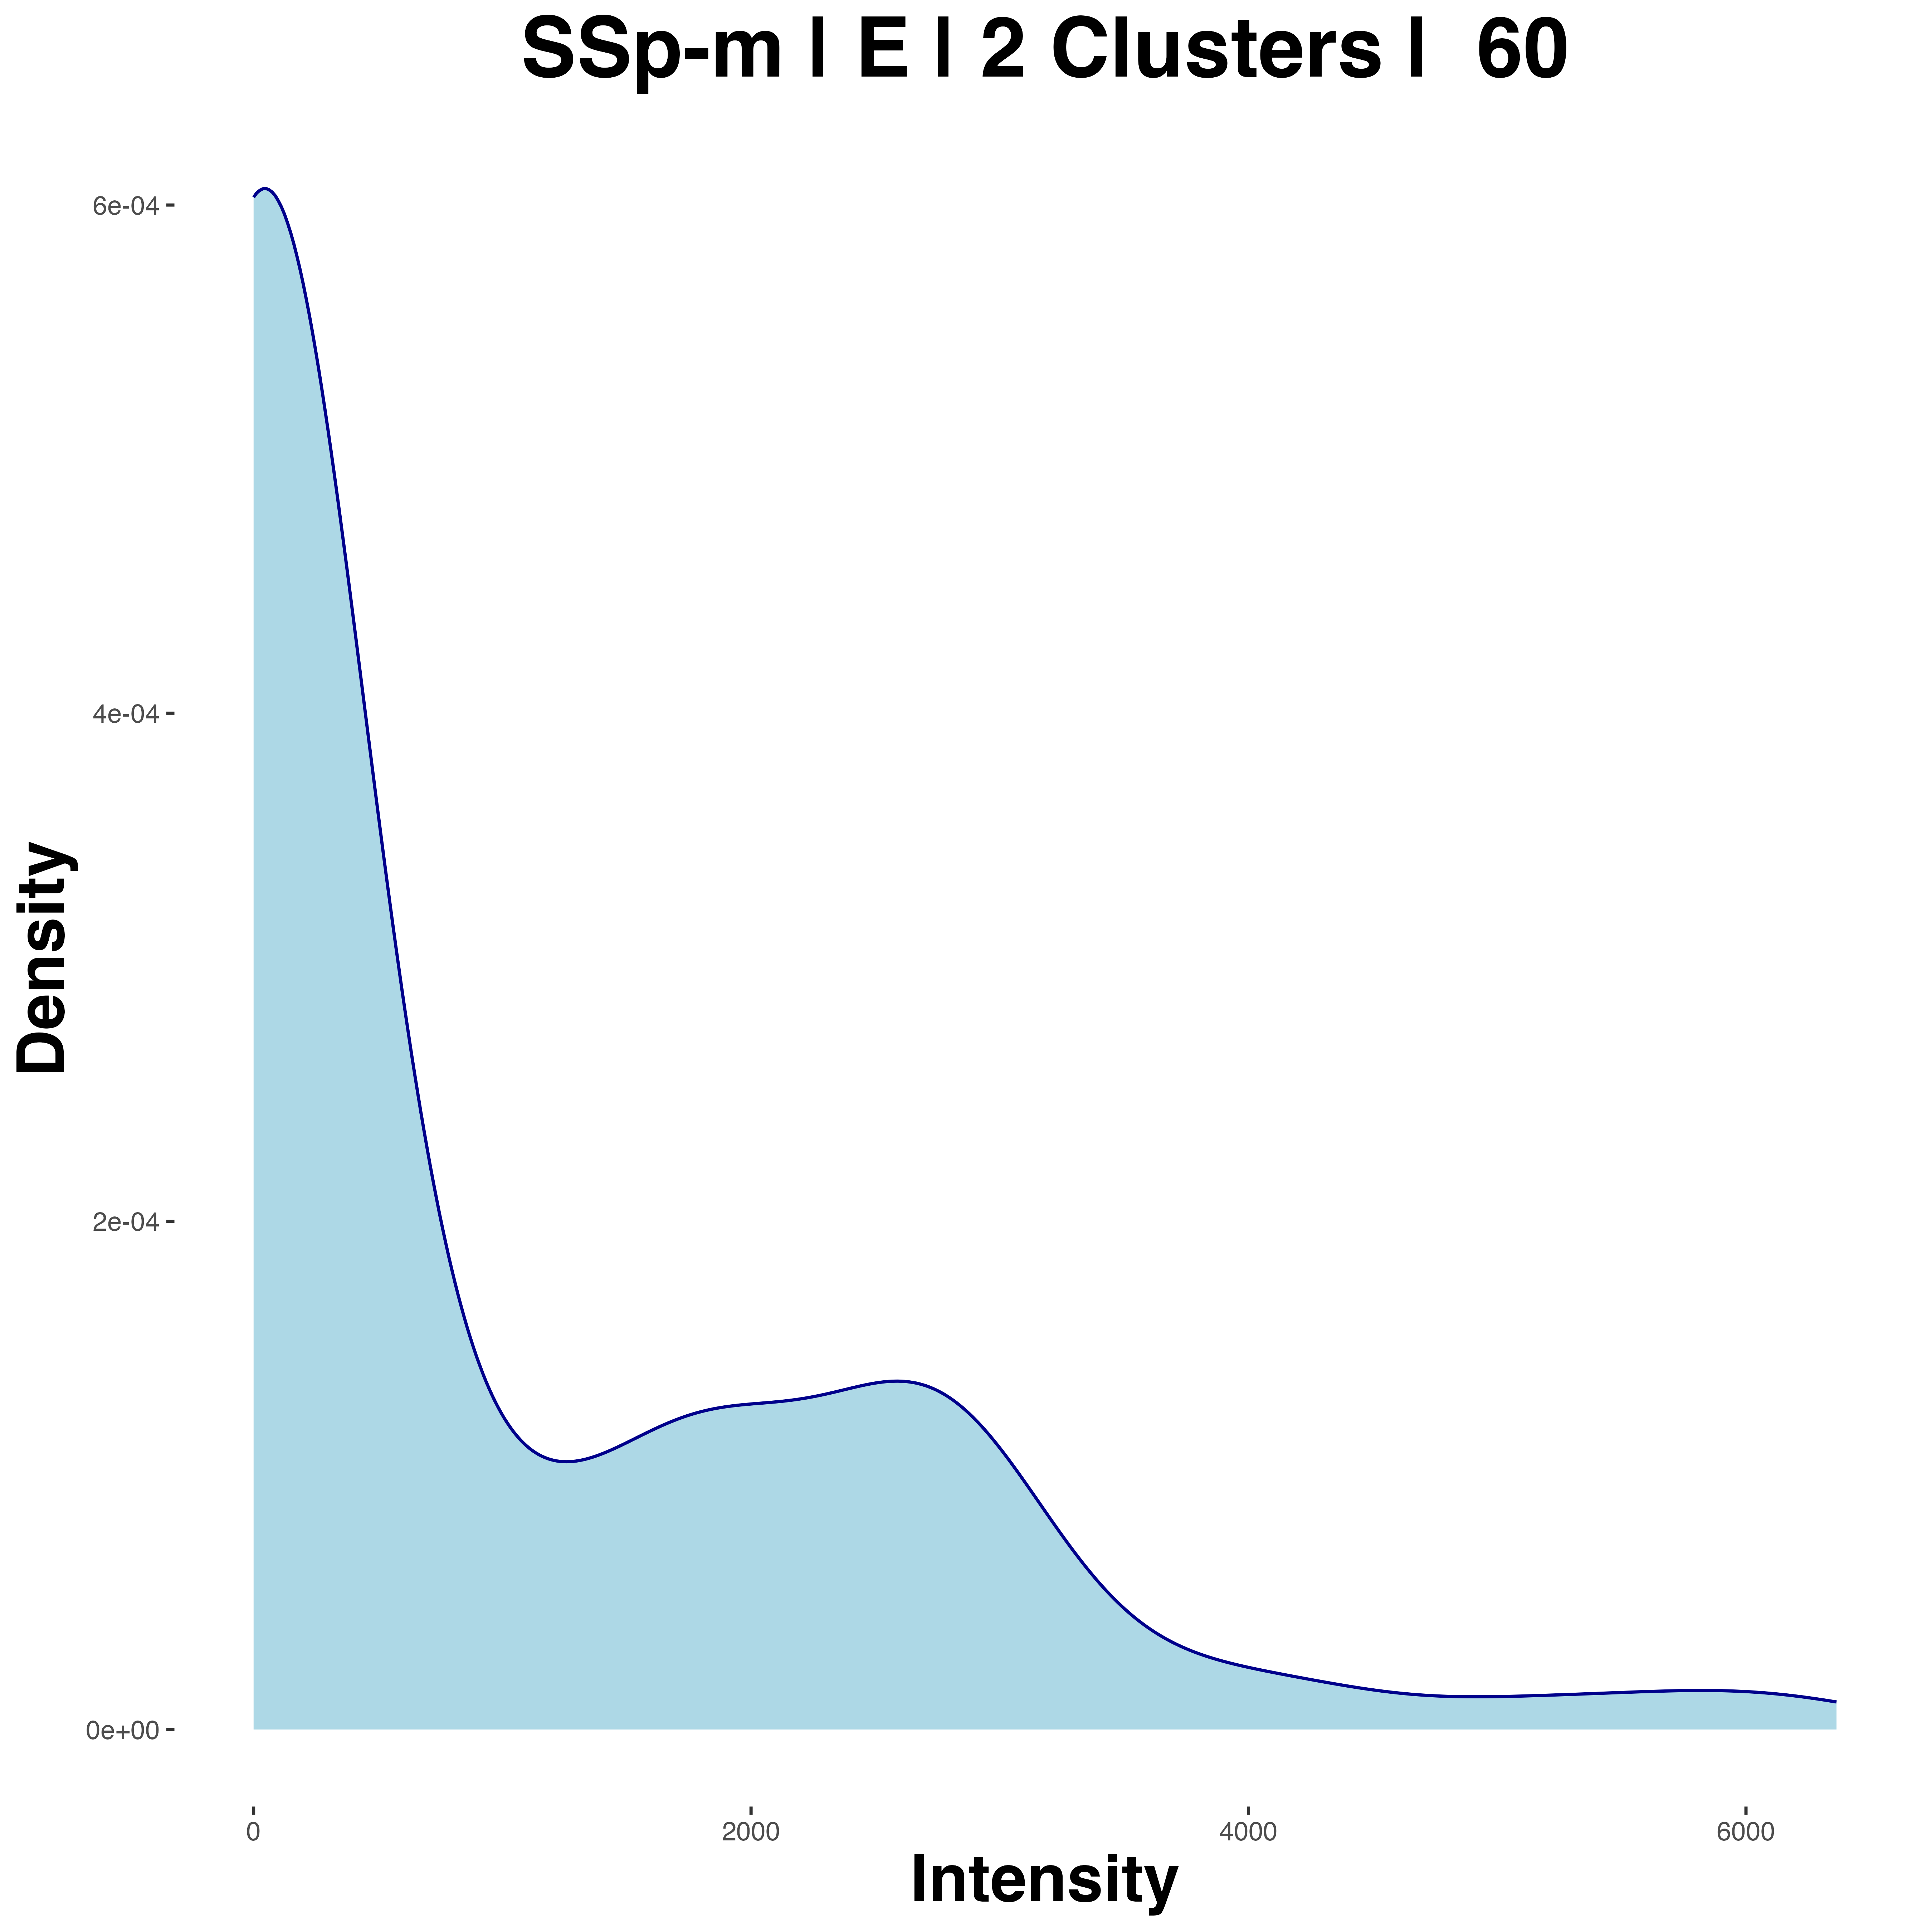 SSp-m | E | 2 Clusters |  60
Density
6e-04
4e-04
2e-04
0e+00
0 2000 4000 6000
Intensity